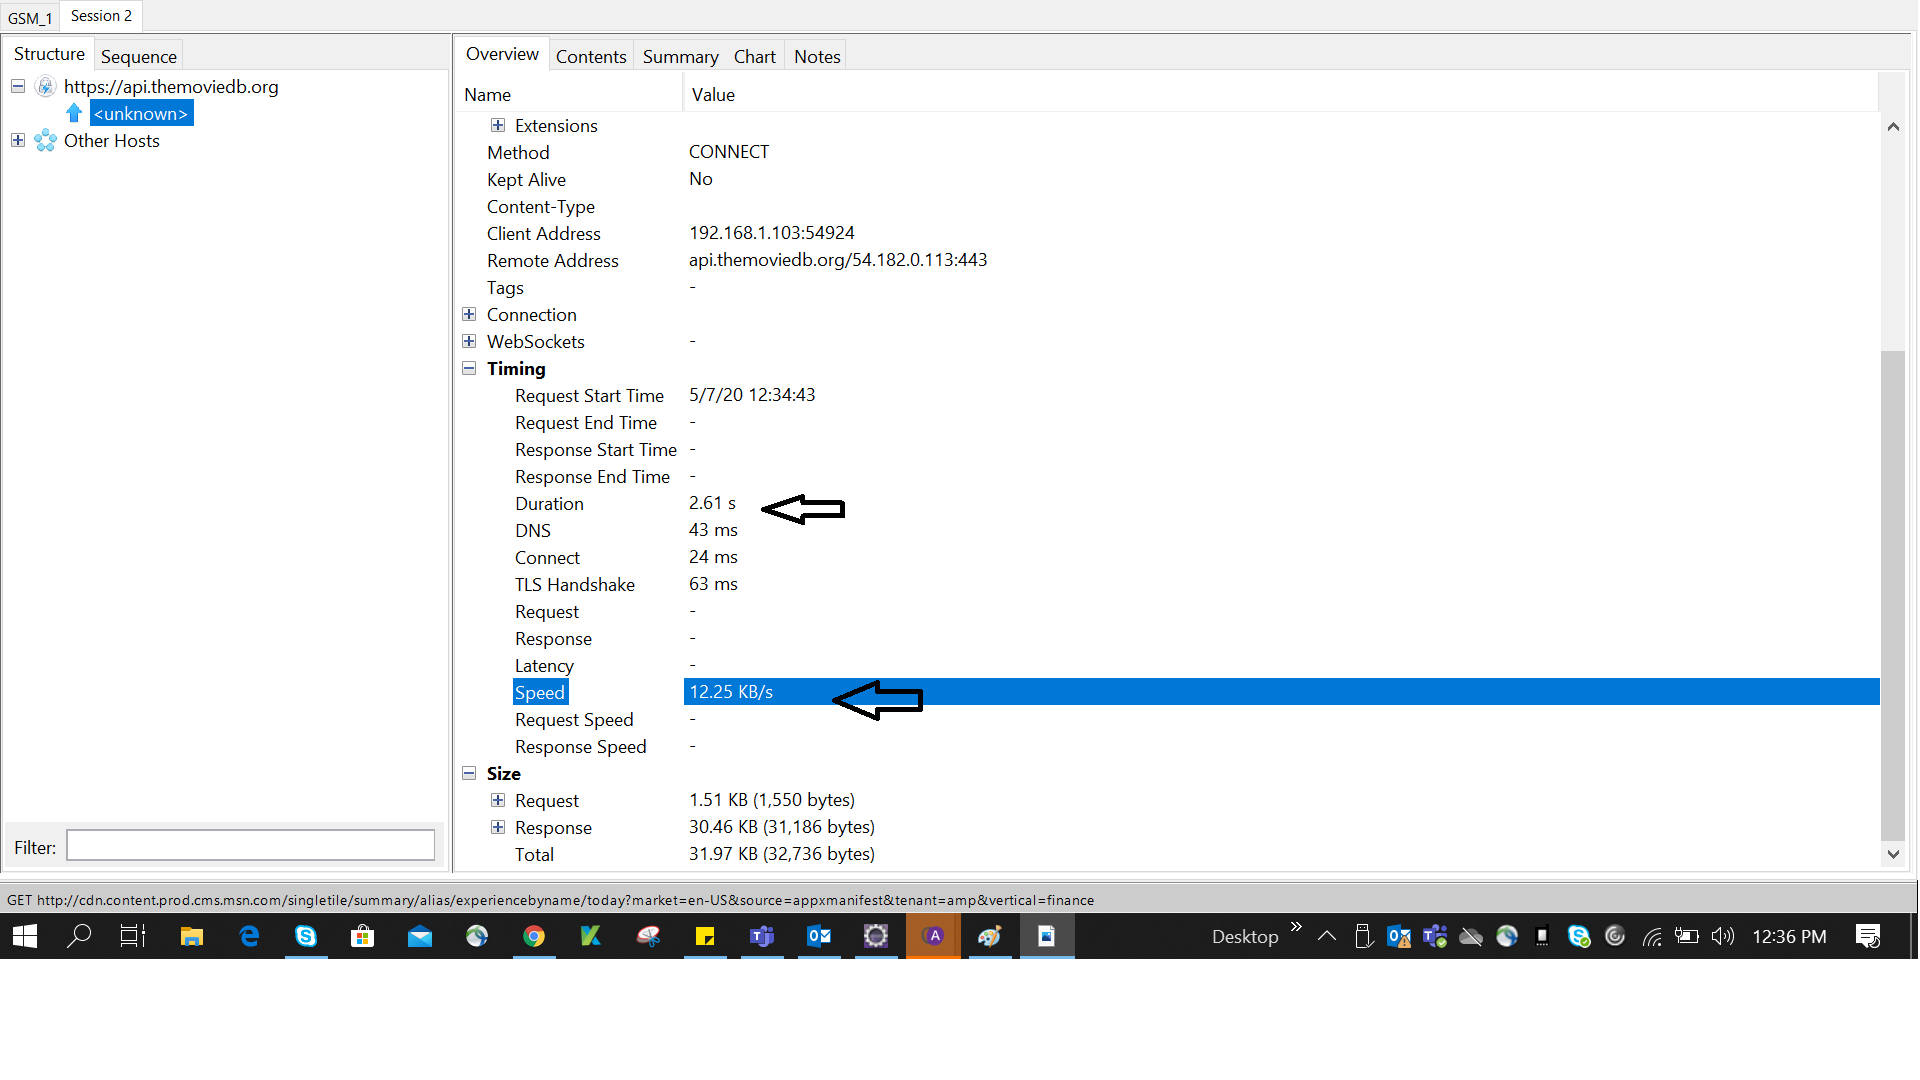 GSM_1 Session 2
Structure Sequence
https://api.themoviedb.org
<unknown>
Other Hosts
Filter:
Overview Contents Summary Chart Notes
Name Value
Extensions
Method CONNECT
Kept Alive No
Content-Type
Client Address 192.168.1.103:54924
Remote Address api.themoviedb.org/54.182.0.113:443
Tags -
Connection
WebSockets -
Timing
Request Start Time 5/7/20 12:34:43
Request End Time -
Response Start Time -
Response End Time -
Duration 2.61 s
DNS 43 ms
Connect 24 ms
TLS Handshake 63 ms
Request -
Response -
Latency -
Speed 12.25 KB/s
Request Speed -
Response Speed -
Size
Request 1.51 KB (1,550 bytes)
Response 30.46 KB (31,186 bytes)
Total 31.97 KB (32,736 bytes)
GET http://cdn.content.prod.cms.msn.com/singletile/summary/alias/experiencebyname/today?market=en-US&source=appxmanifest&tenant=amp&vertical=finance
Desktop 12:36 PM